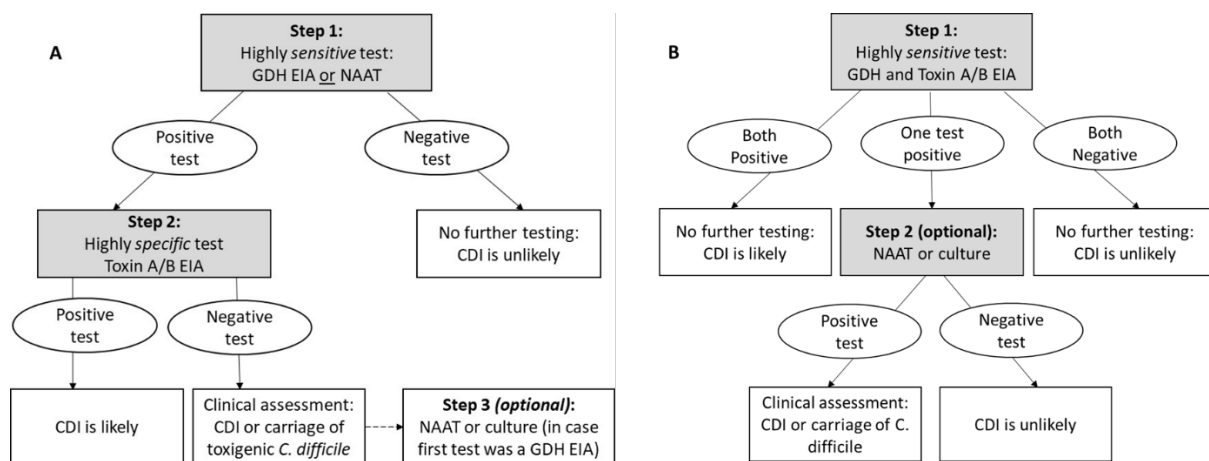 A
Step 1:
Highly sensitive test:
GDH EIA or NAAT
Positive
test
Negative
test
Step 2:
Highly specific test
Toxin A/B EIA
No further testing:
CDI is unlikely
Positive
test
Negative
test
CDI is likely
Clinical assessment:
CDI or carriage of
toxigenic C. difficile
Step 3 (optional):
NAAT or culture (in case
first test was a GDH EIA)
B
Step 1:
Highly sensitive test:
GDH and Toxin A/B EIA
Both
Positive
One test
positive
Both
Negative
No further testing:
CDI is likely
Step 2 (optional):
NAAT or culture
No further testing:
CDI is unlikely
Positive
test
Negative
test
Clinical assessment:
CDI or carriage of C.
difficile
CDI is unlikely